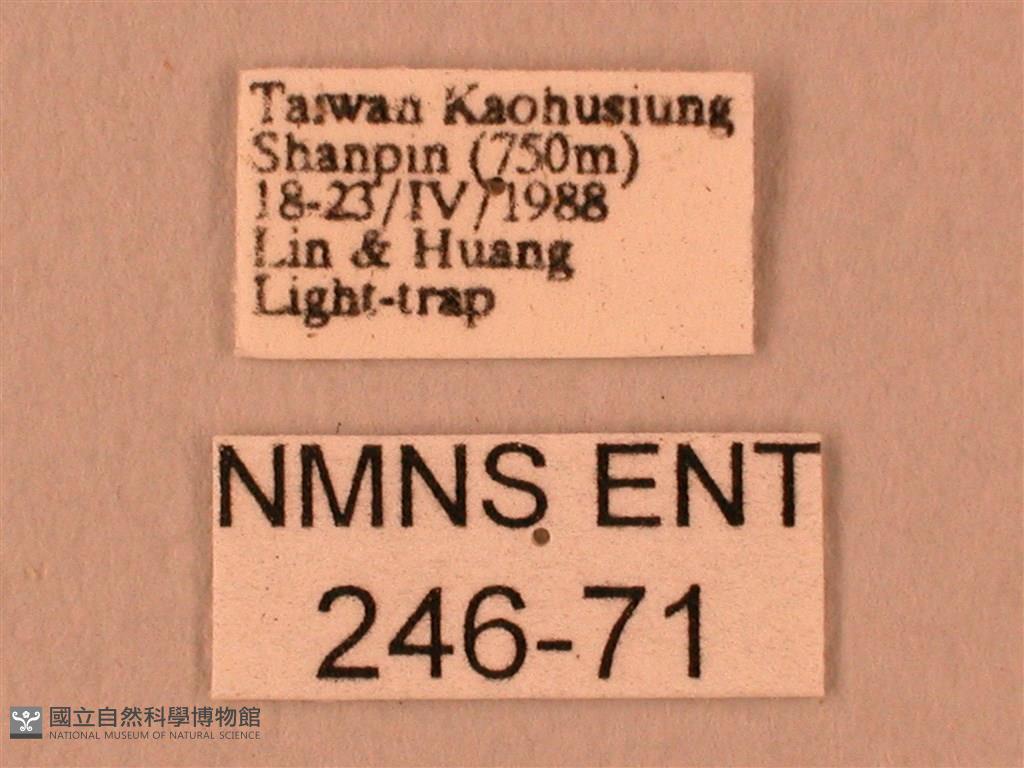 Taiwan Kaohusiung
Shanpin (750m)
18-23/IV/1988
Lin & Huang
Light-trap
NMNS ENT
246-71
國立自然科學博物館
NATIONAL MUSEUM OF NATURAL SCIENCE